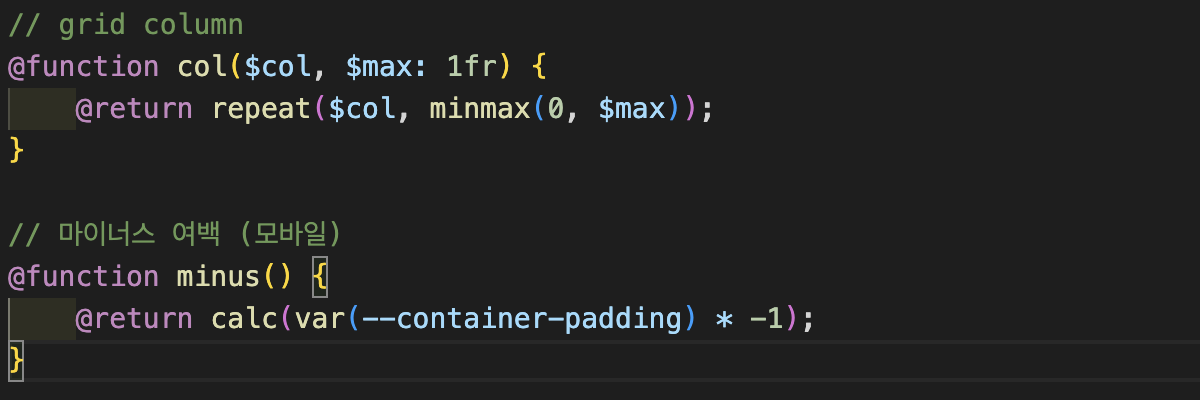 // grid column
@function col($col, $max: 1fr) {
    @return repeat($col, minmax(0, $max));
}
// 마이너스 여백 (모바일)
@function minus() {
    @return calc(var(--container-padding) * -1);
}